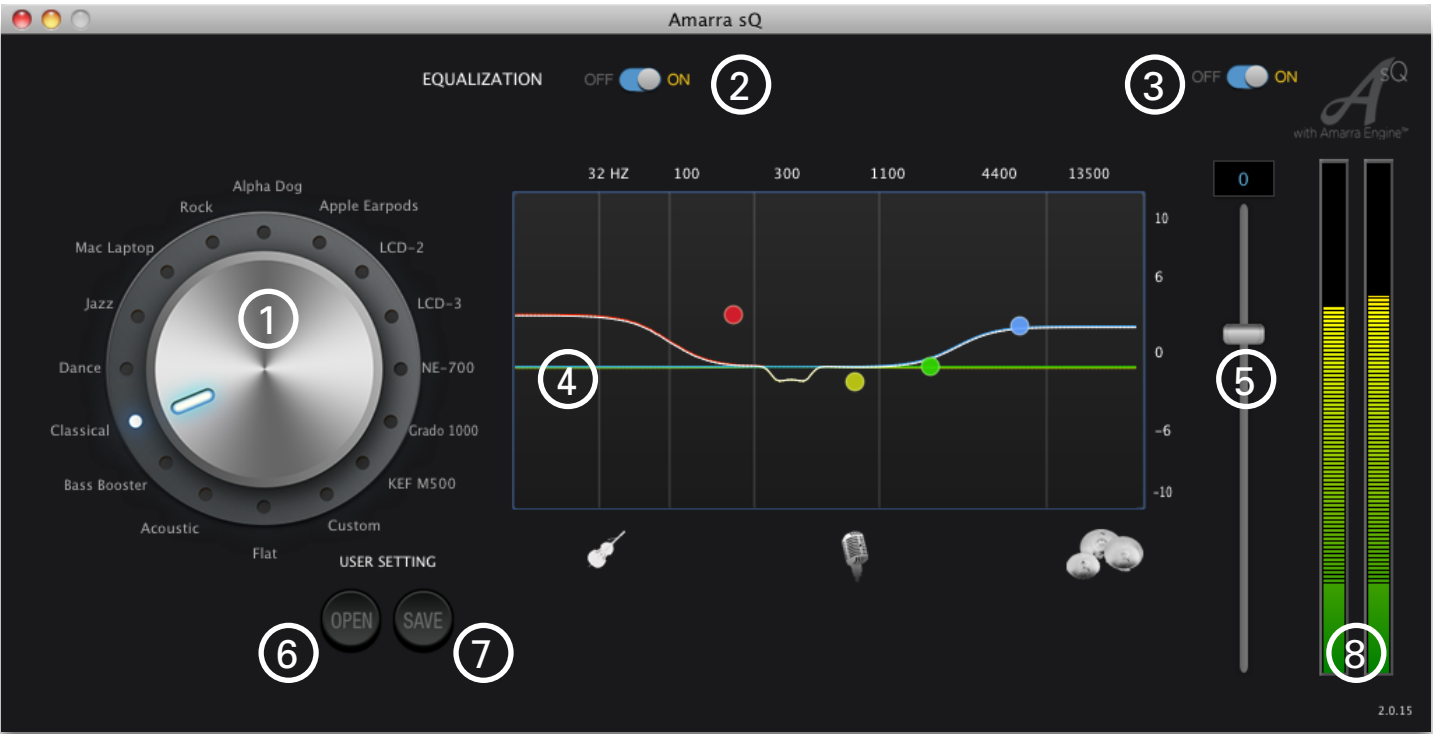 Amarra sQ
EQUALIZATION OFF ON 2
3 OFF ON
A sQ
with Amarra Engine™
32 HZ 100 300 1100 4400 13500
0
10
6
0
-6
-10
Alpha Dog
Rock
Apple Earpods
Mac Laptop
LCD-2
Jazz
LCD-3
1
Dance
NE-700
4
5
Classical
Grado 1000
Bass Booster
KEF M500
Acoustic
Custom
Flat
USER SETTING
OPEN SAVE
6 7
8
2.0.15